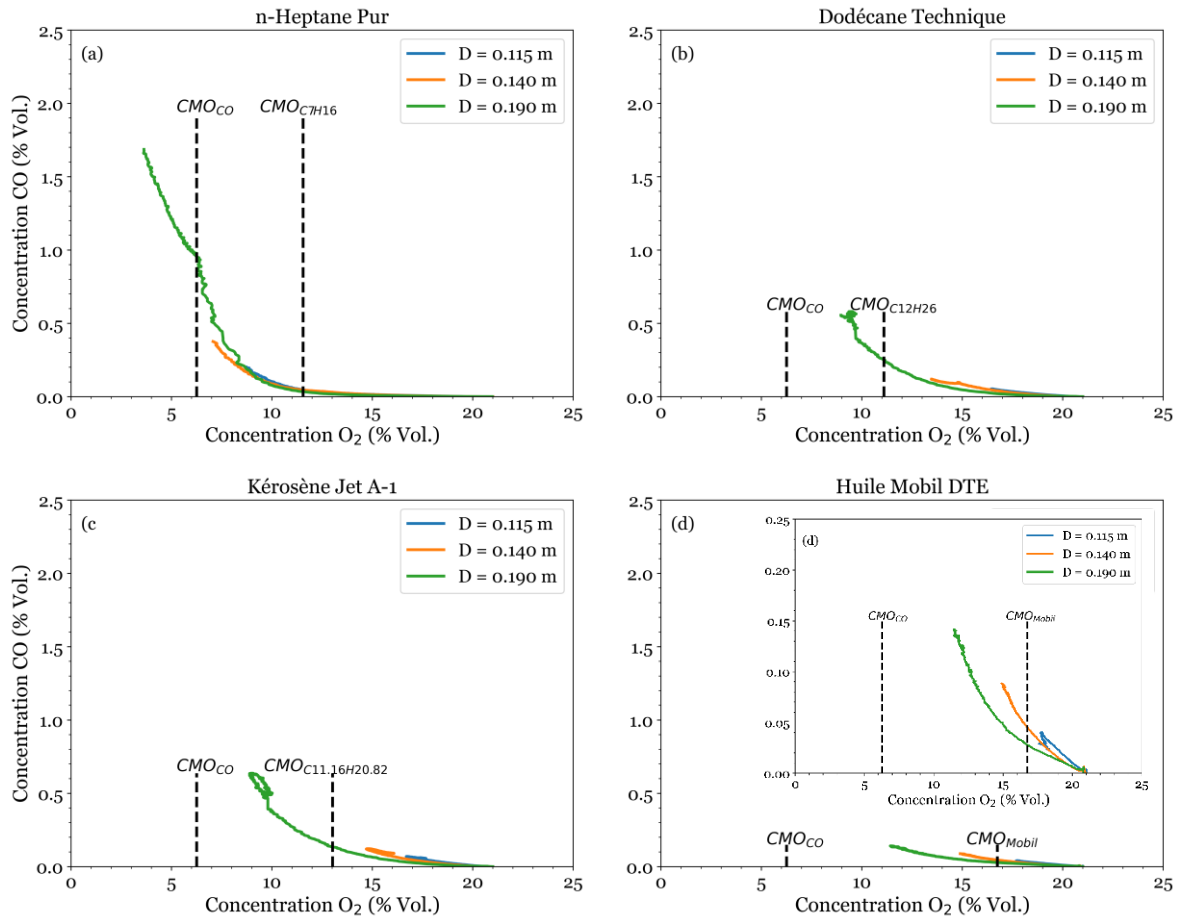 n-Heptane Pur
(a)
D = 0.115 m
D = 0.140 m
D = 0.190 m
CMO_CO
CMO_C7H16
2.5
2.0
1.5
1.0
0.5
0.0
0
5
10
15
20
25
Concentration CO (% Vol.)
Concentration O₂ (% Vol.)
Dodécane Technique
(b)
D = 0.115 m
D = 0.140 m
D = 0.190 m
CMO_CO
CMO_C12H26
2.5
2.0
1.5
1.0
0.5
0.0
0
5
10
15
20
25
Concentration O₂ (% Vol.)
Kérosène Jet A-1
(c
D = 0.115 m
D = 0.140 m
D = 0.190 m
CMO_CO
CMO_C11.16H20.82
2.5
2.0
1.5
1.0
0.5
0.0
0
5
10
15
20
25
Concentration CO (% Vol.)
Concentration O₂ (% Vol.)
Huile Mobil DTE
(d)
2.5
2.0
1.5
1.0
0.5
0.0
0
5
10
15
20
25
CMO_CO
CMO_Mobil
Concentration O₂ (% Vol.)
(d)
D = 0.115 m
D = 0.140 m
D = 0.190 m
CMO_CO
CMO_Mobil
0.25
0.20
0.15
0.10
0.05
0.00
0
5
10
15
20
25
Concentration O₂ (% Vol.)